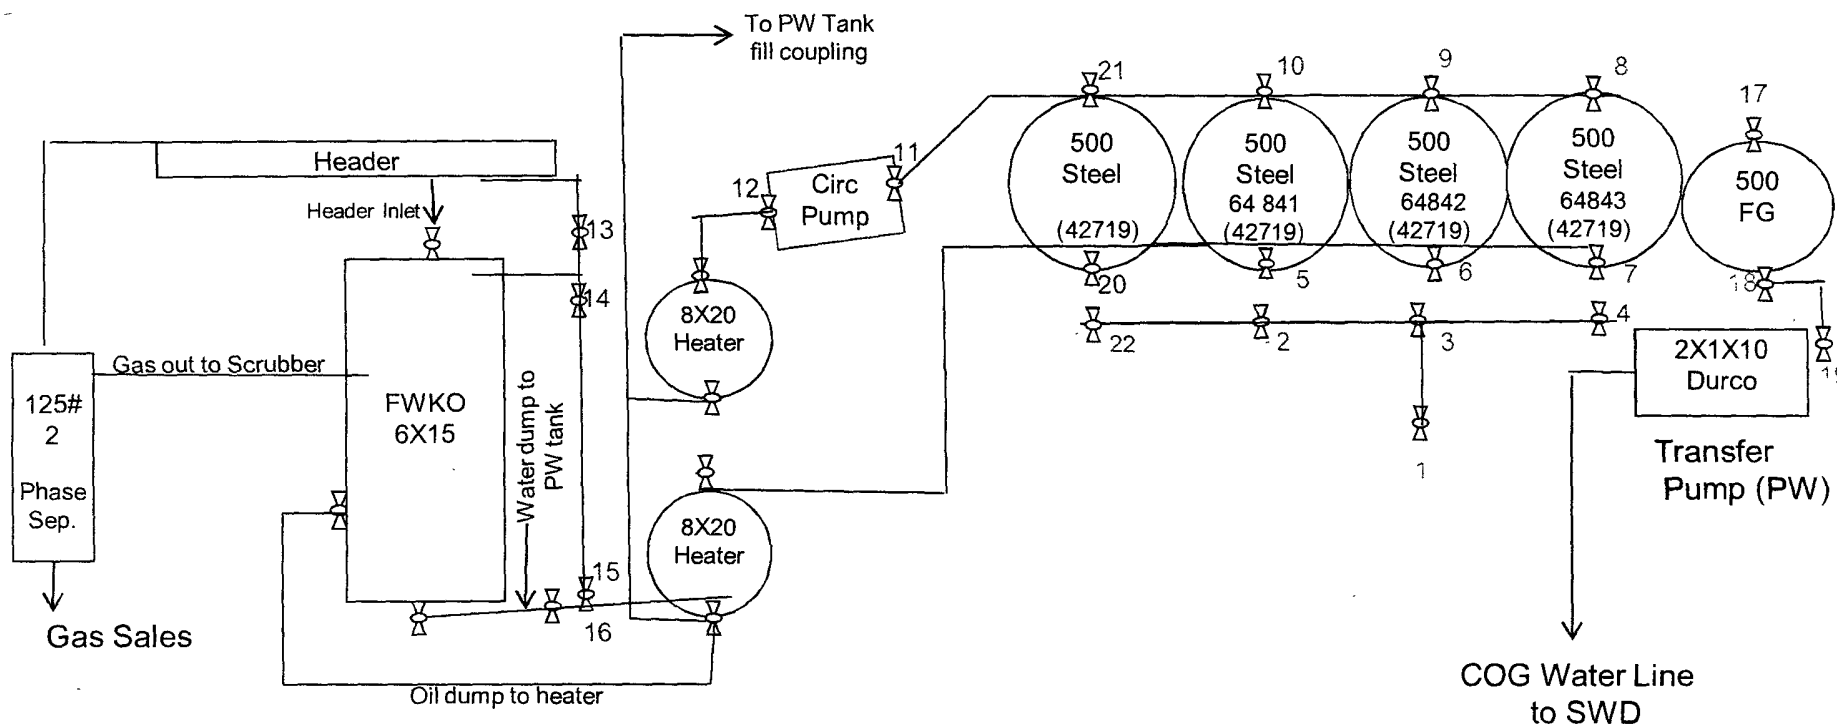 To PW Tank
fill coupling
21
10
9
8
17
Header
Header Inlet
13
14
12
11
Circ
Pump
500
Steel
(42719)
500
Steel
64 841
(42719)
500
Steel
64842
(42719)
500
Steel
64843
(42719)
500
FG
20
5
6
7
18
22
2
3
4
1
8X20
Heater
2X1X10
Durco
Transfer
Pump (PW)
Gas out to Scrubber
125#
2
Phase
Sep.
FWKO
6X15
Water dump to
PW tank
8X20
Heater
15
16
Gas Sales
Oil dump to heater
COG Water Line
to SWD